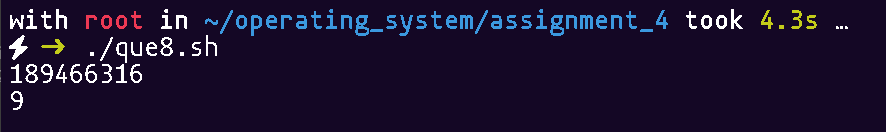 with root in ~/operating_system/assignment_4 took 4.3s …
⚡ ➜ ./que8.sh
189466316
9